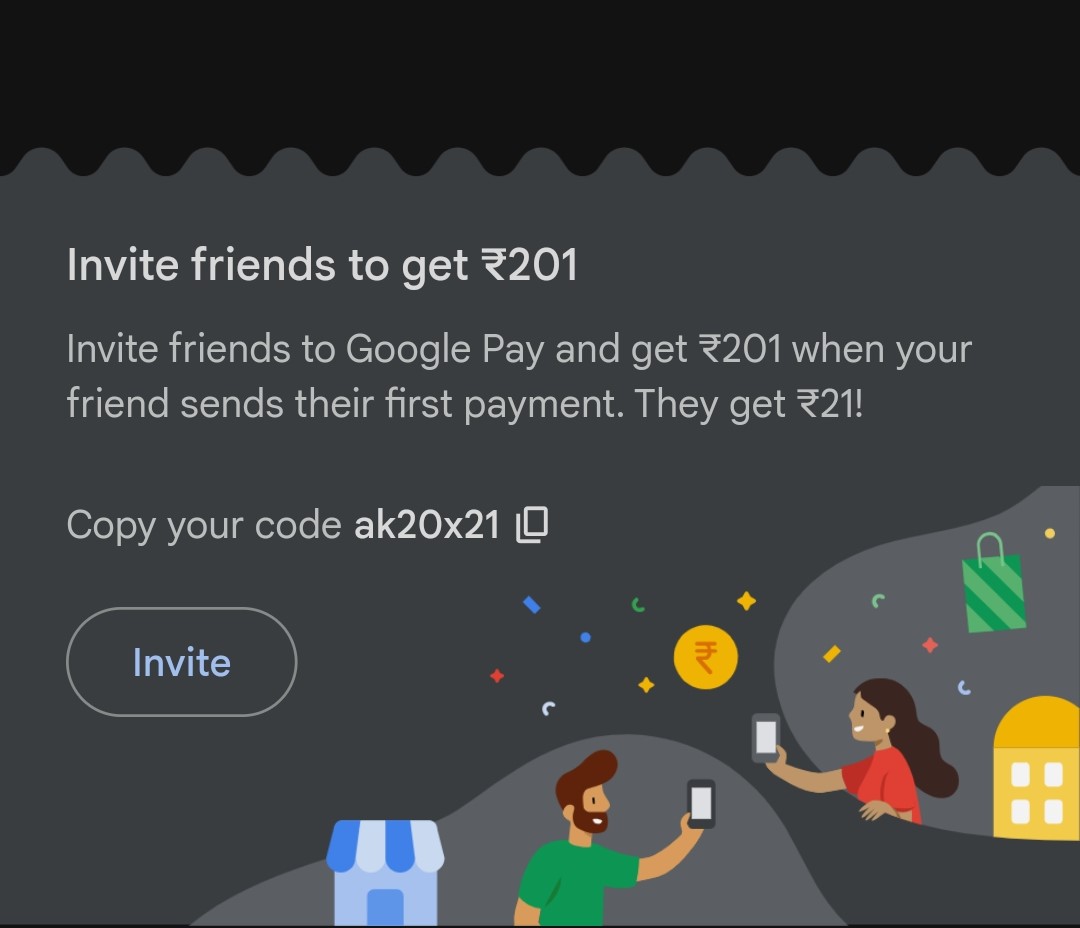 Invite friends to get ₹201
Invite friends to Google Pay and get ₹201 when your
friend sends their first payment. They get ₹21!
Copy your code ak20x21
Invite
₹